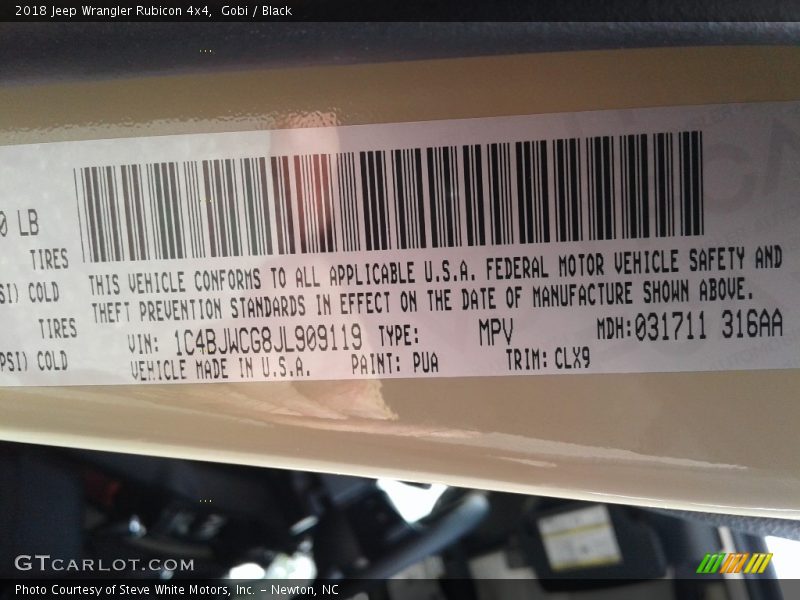 2018 Jeep Wrangler Rubicon 4x4, Gobi / Black
0 LB
TIRES
SI) COLD
TIRES
PSI) COLD
THIS VEHICLE CONFORMS TO ALL APPLICABLE U.S.A. FEDERAL MOTOR VEHICLE SAFETY AND
THEFT PREVENTION STANDARDS IN EFFECT ON THE DATE OF MANUFACTURE SHOWN ABOVE.
VIN: 1C4BJWCG8JL909119 TYPE: MPV MDH:031711 316AA
VEHICLE MADE IN U.S.A. PAINT: PUA TRIM: CLX9
GTCARLOT.COM
Photo Courtesy of Steve White Motors, Inc. – Newton, NC